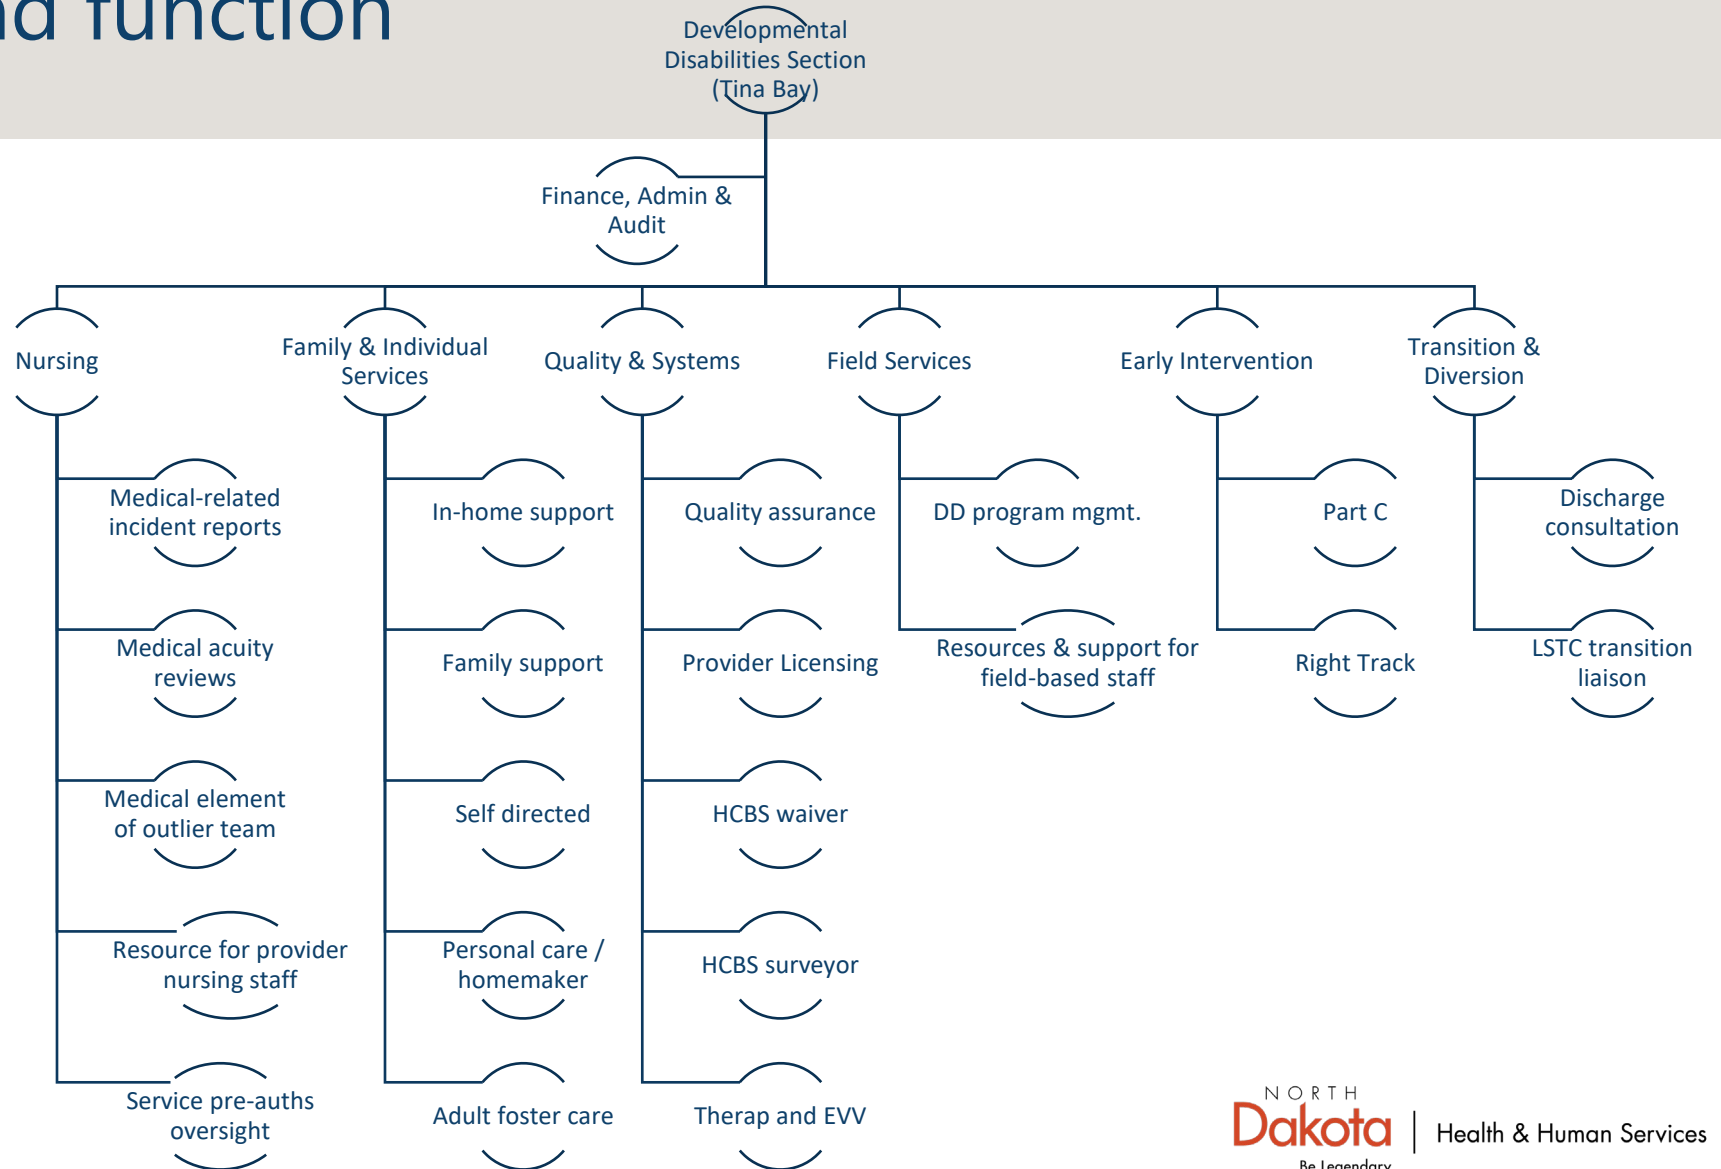 nd function
Developmental
Disabilities Section
(Tina Bay)
Finance, Admin &
Audit
Nursing
Family & Individual
Services
Quality & Systems
Field Services
Early Intervention
Transition &
Diversion
Medical-related
incident reports
In-home support
Quality assurance
DD program mgmt.
Part C
Discharge
consultation
Medical acuity
reviews
Family support
Provider Licensing
Resources & support for
field-based staff
Right Track
LSTC transition
liaison
Medical element
of outlier team
Self directed
HCBS waiver
Resource for provider
nursing staff
Personal care /
homemaker
HCBS surveyor
Service pre-auths
oversight
Adult foster care
Therap and EVV
NORTH
Dakota
Be Legendary
Health & Human Services